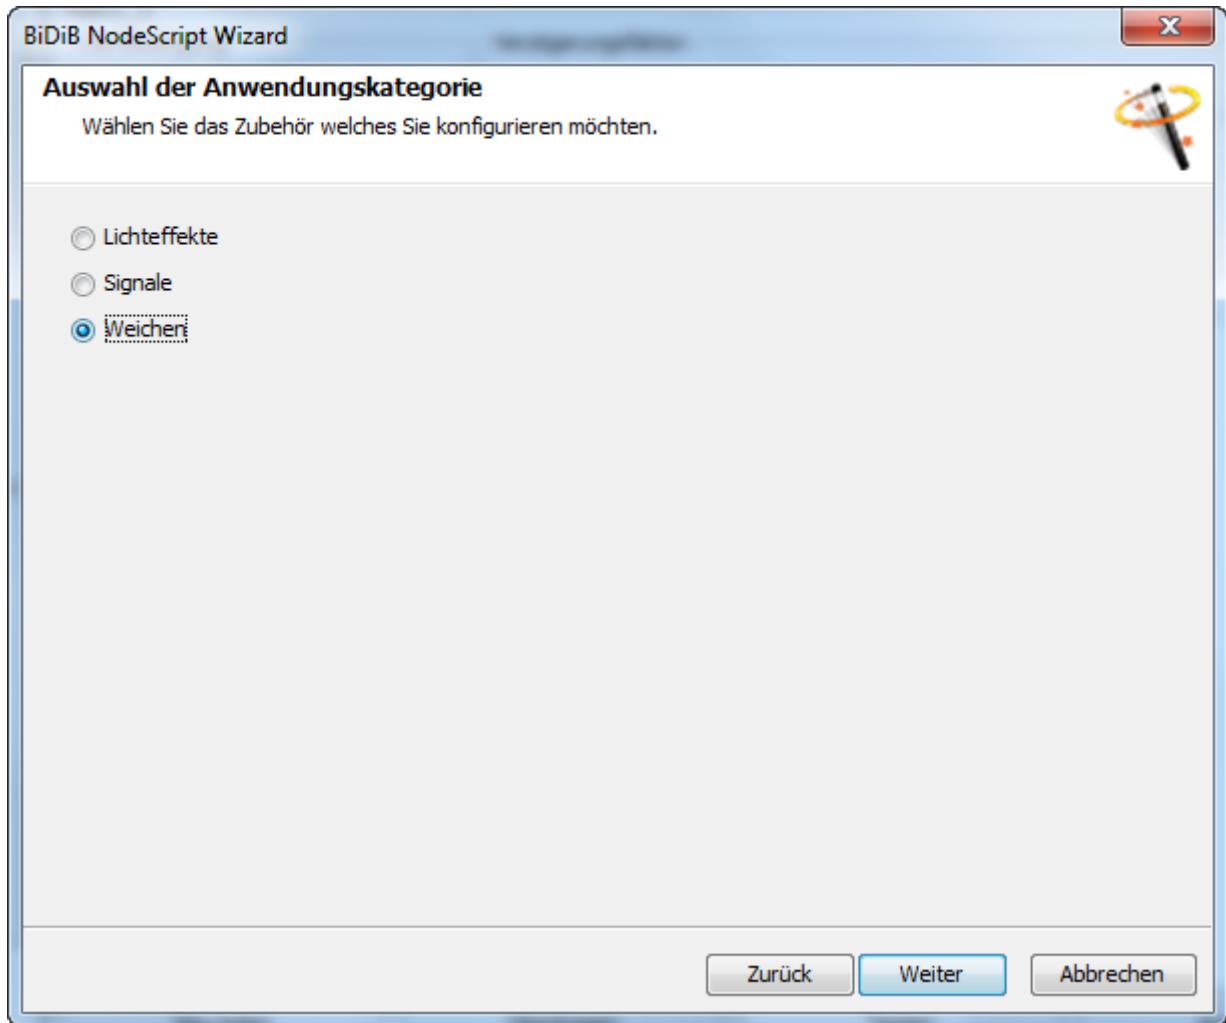 BiDiB NodeScript Wizard
Auswahl der Anwendungskategorie
Wählen Sie das Zubehör welches Sie konfigurieren möchten.
Lichteffekte
Signale
Weichen
Zurück
Weiter
Abbrechen